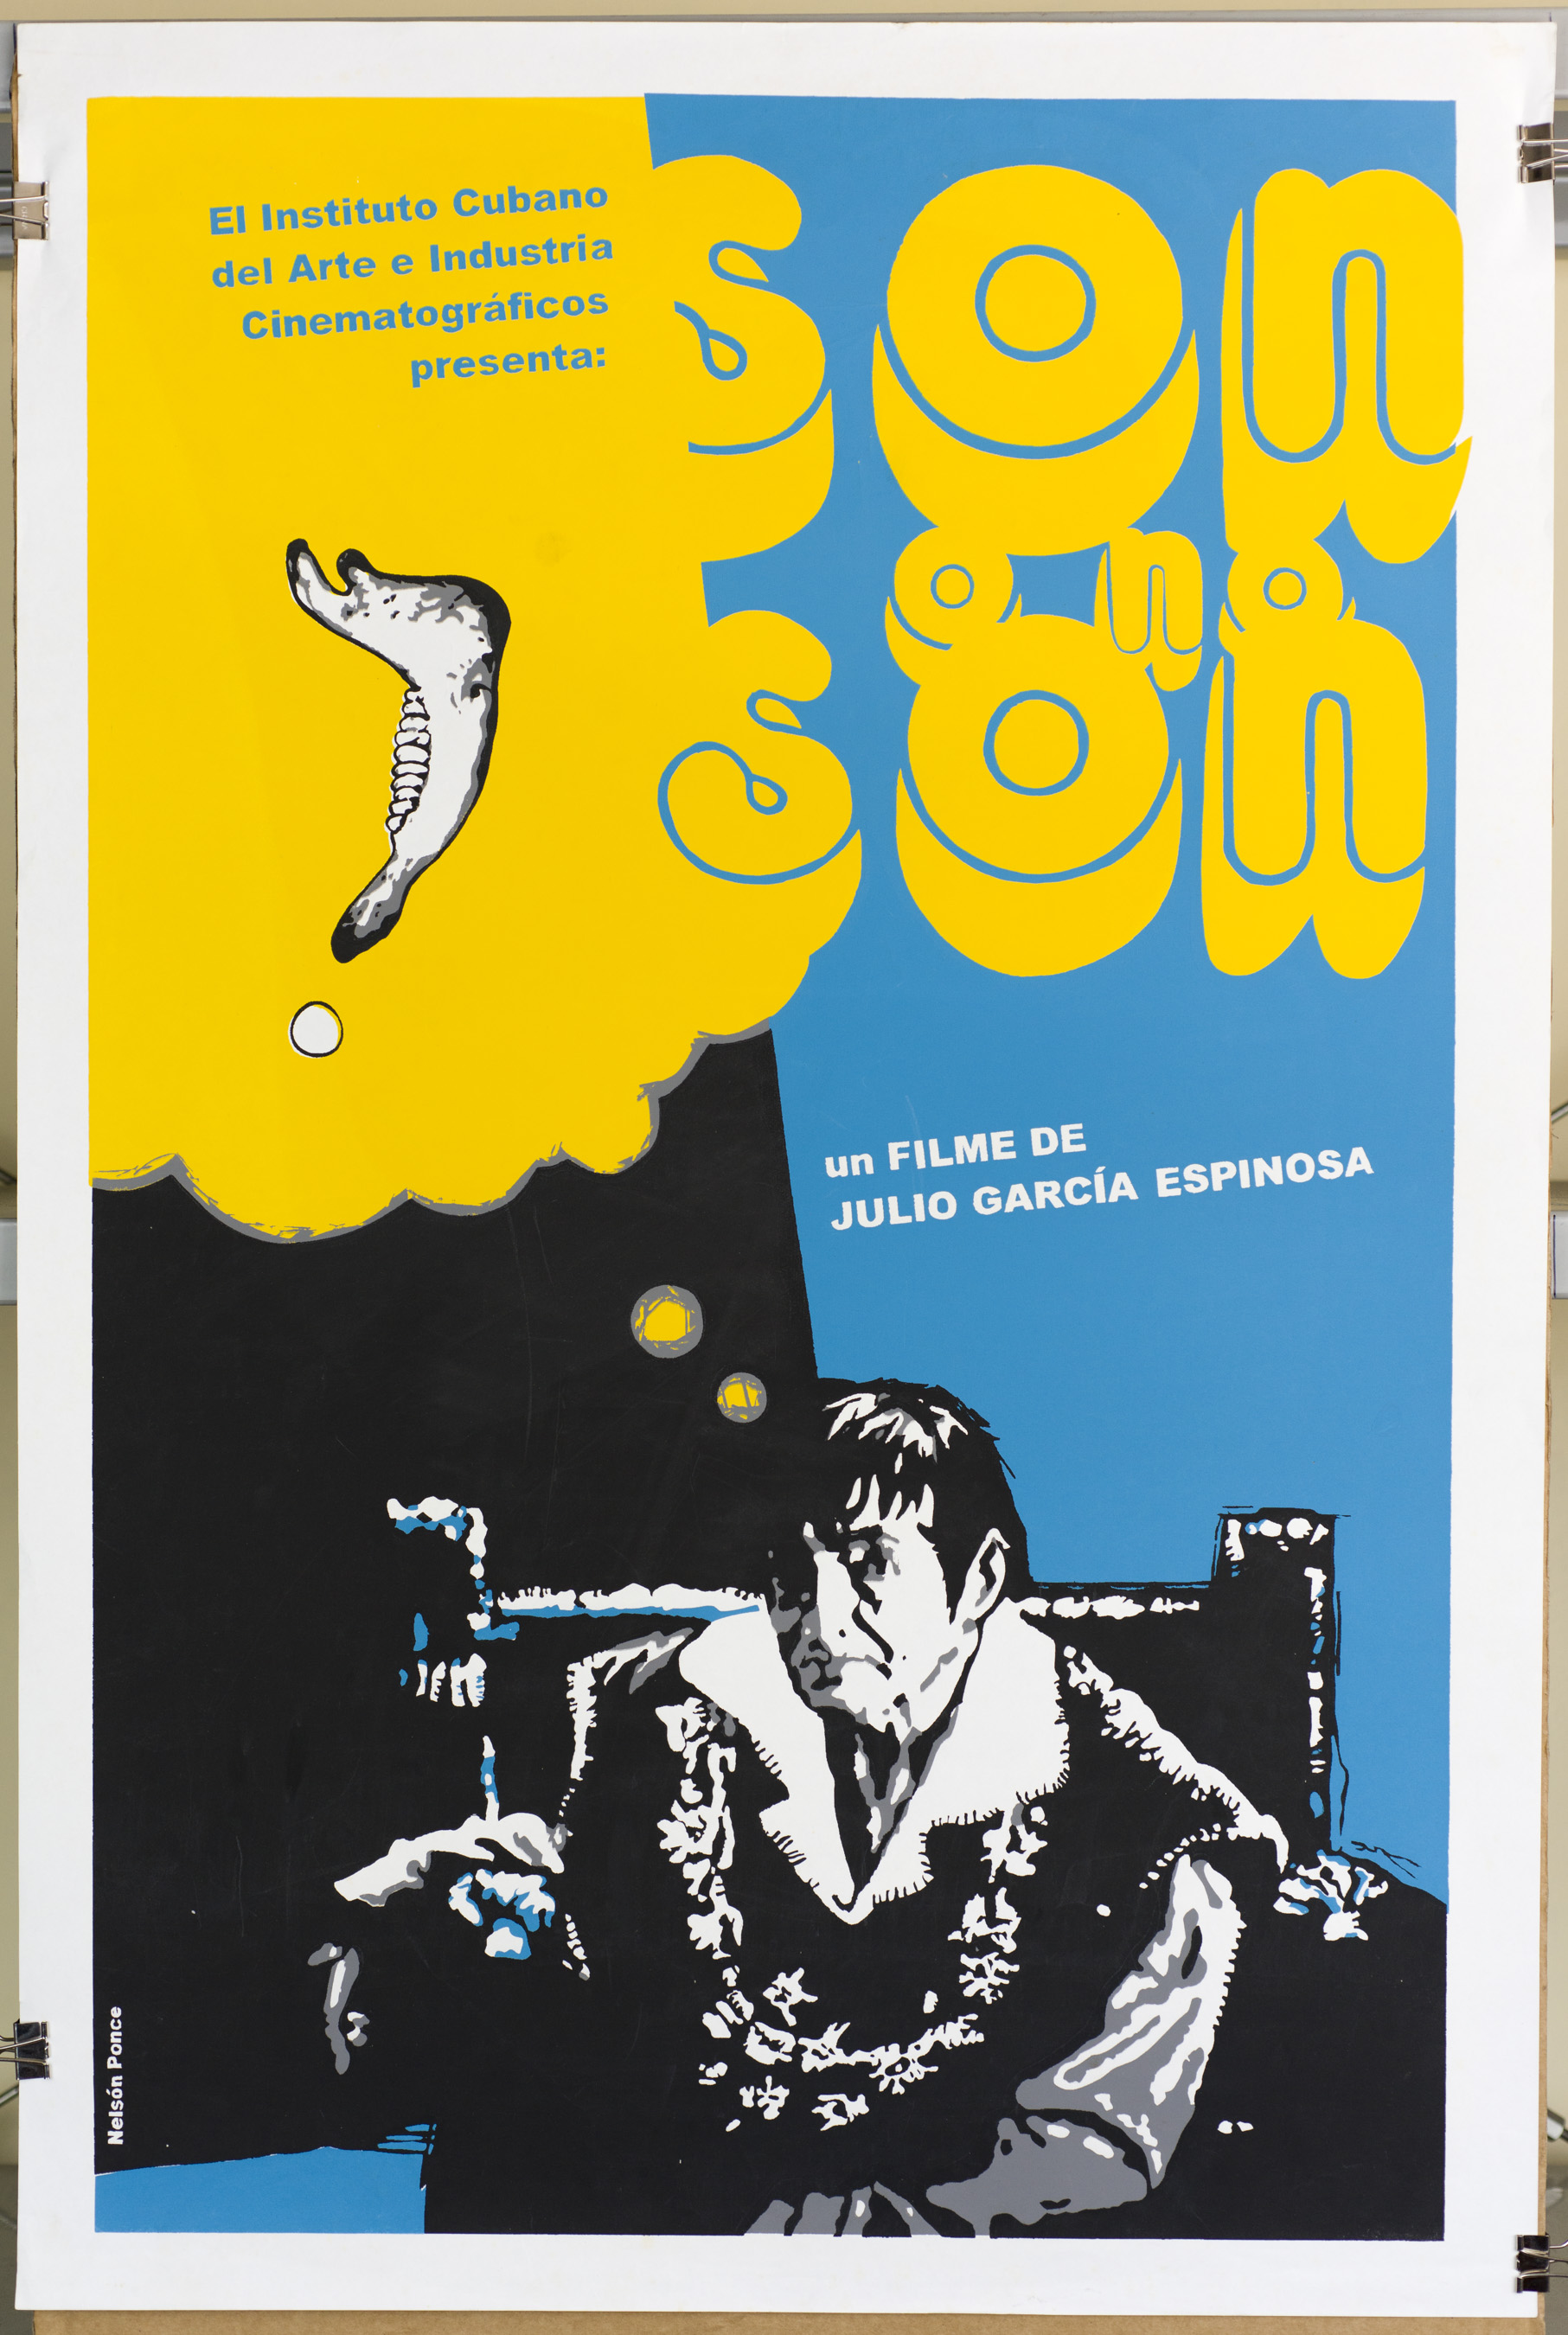 El Instituto Cubano
del Arte e Industria
Cinematográficos
presenta:
son
o no
son
un FILME DE
JULIO GARCÍA ESPINOSA
Nelsón Ponce